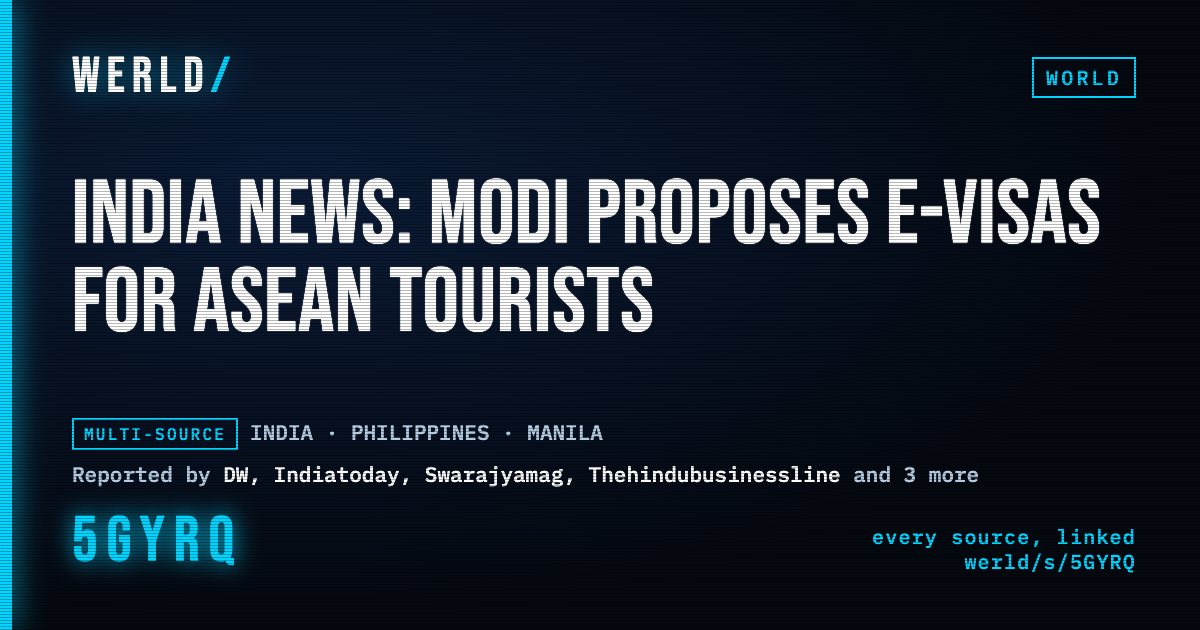 WERLD/
WORLD
INDIA NEWS: MODI PROPOSES E-VISAS
FOR ASEAN TOURISTS
MULTI-SOURCE INDIA · PHILIPPINES · MANILA
Reported by DW, Indiatoday, Swarajyamag, Thehindubusinessline and 3 more
5GYRQ
every source, linked
werld/s/5GYRQ